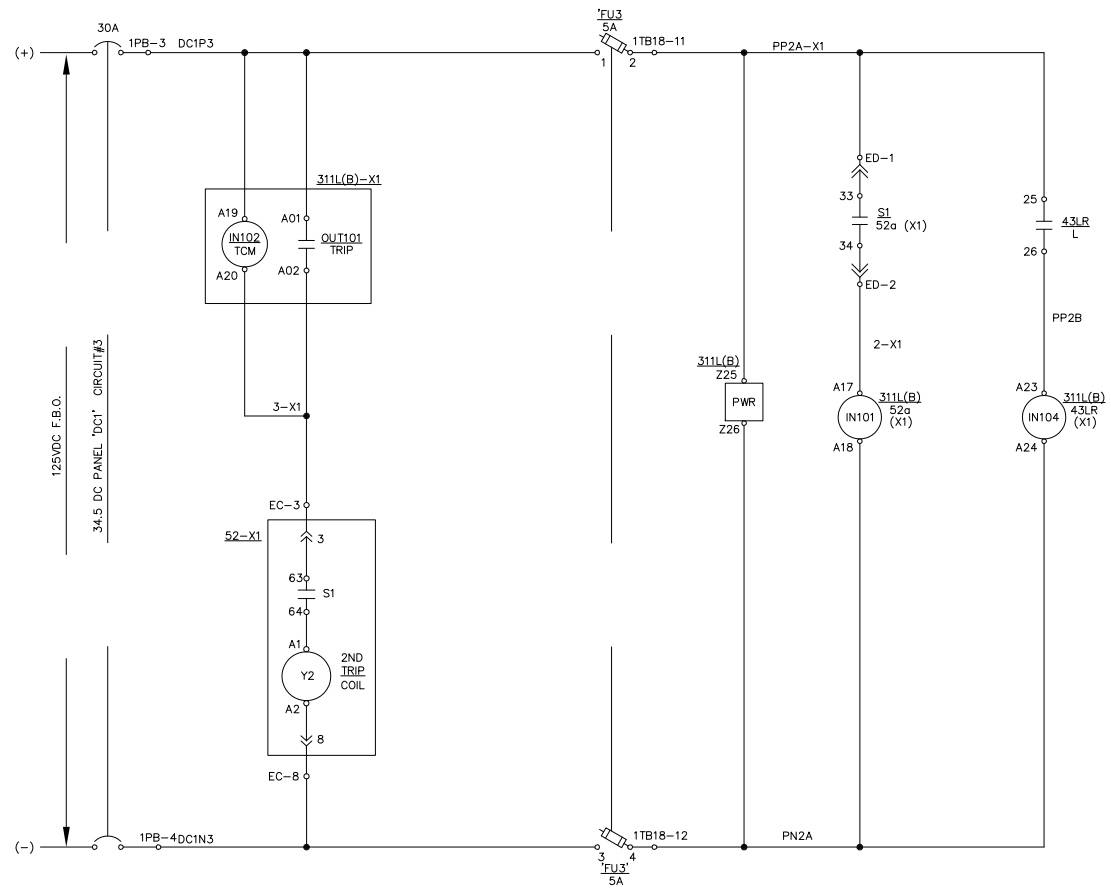 'FU3
5A
30A
(+)
1PB-3
DC1P3
1
2
1TB18-11
PP2A-X1
ED-1
311L(B)-X1
33
S1
52a (X1)
25
43LR
L
A19
IN102
TCM
A20
A01
OUT101
TRIP
A02
34
26
ED-2
PP2B
2-X1
125VDC F.B.O.
34.5 DC PANEL 'DC1' CIRCUIT#3
311L(B)
Z25
PWR
Z26
A17
311L(B)
52a
(X1)
IN101
A18
A23
311L(B)
43LR
(X1)
IN104
A24
3-X1
EC-3
52-X1
3
63
S1
64
A1
Y2
2ND
TRIP
COIL
A2
8
EC-8
(-)
1PB-4
DC1N3
3
4
1TB18-12
PN2A
'FU3'
5A